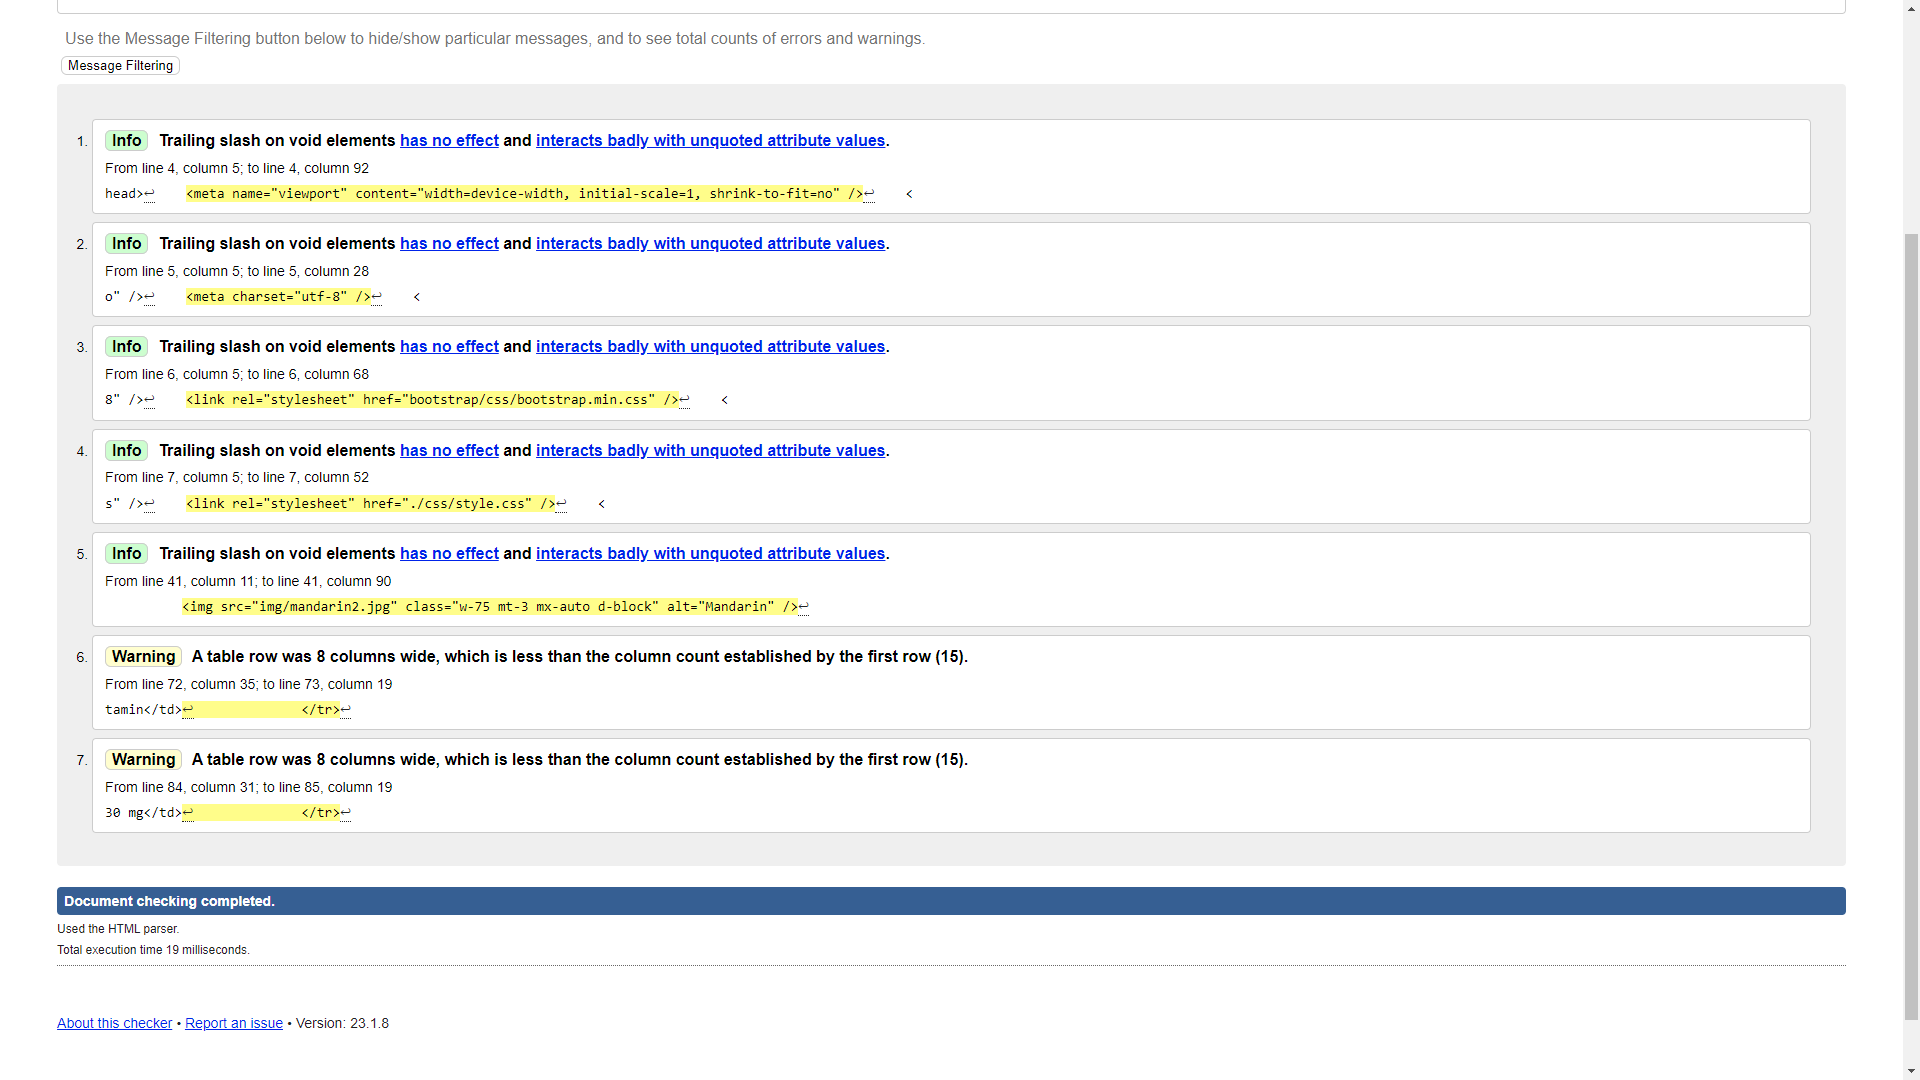 Use the Message Filtering button below to hide/show particular messages, and to see total counts of errors and warnings.
Message Filtering
1. Info Trailing slash on void elements has no effect and interacts badly with unquoted attribute values.
From line 4, column 5; to line 4, column 92
head>↩    <meta name="viewport" content="width=device-width, initial-scale=1, shrink-to-fit=no" />↩    <
2. Info Trailing slash on void elements has no effect and interacts badly with unquoted attribute values.
From line 5, column 5; to line 5, column 28
o" />↩    <meta charset="utf-8" />↩    <
3. Info Trailing slash on void elements has no effect and interacts badly with unquoted attribute values.
From line 6, column 5; to line 6, column 68
8" />↩    <link rel="stylesheet" href="bootstrap/css/bootstrap.min.css" />↩    <
4. Info Trailing slash on void elements has no effect and interacts badly with unquoted attribute values.
From line 7, column 5; to line 7, column 52
s" />↩    <link rel="stylesheet" href="./css/style.css" />↩    <
5. Info Trailing slash on void elements has no effect and interacts badly with unquoted attribute values.
From line 41, column 11; to line 41, column 90
<img src="img/mandarin2.jpg" class="w-75 mt-3 mx-auto d-block" alt="Mandarin" />↩
6. Warning A table row was 8 columns wide, which is less than the column count established by the first row (15).
From line 72, column 35; to line 73, column 19
tamin</td>↩              </tr>↩
7. Warning A table row was 8 columns wide, which is less than the column count established by the first row (15).
From line 84, column 31; to line 85, column 19
30 mg</td>↩              </tr>↩
Document checking completed.
Used the HTML parser.
Total execution time 19 milliseconds.
About this checker • Report an issue • Version: 23.1.8